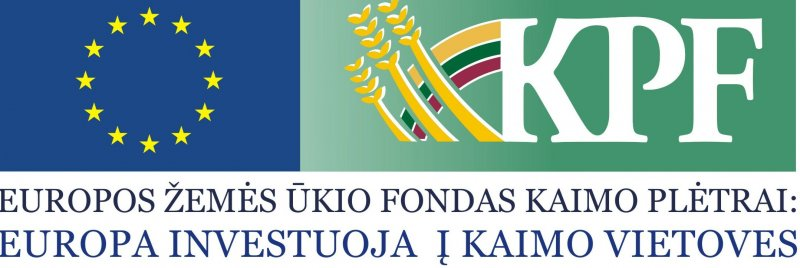 KPF
EUROPOS ŽEMĖS ŪKIO FONDAS KAIMO PLĖTRAI:
EUROPA INVESTUOJA Į KAIMO VIETOVES